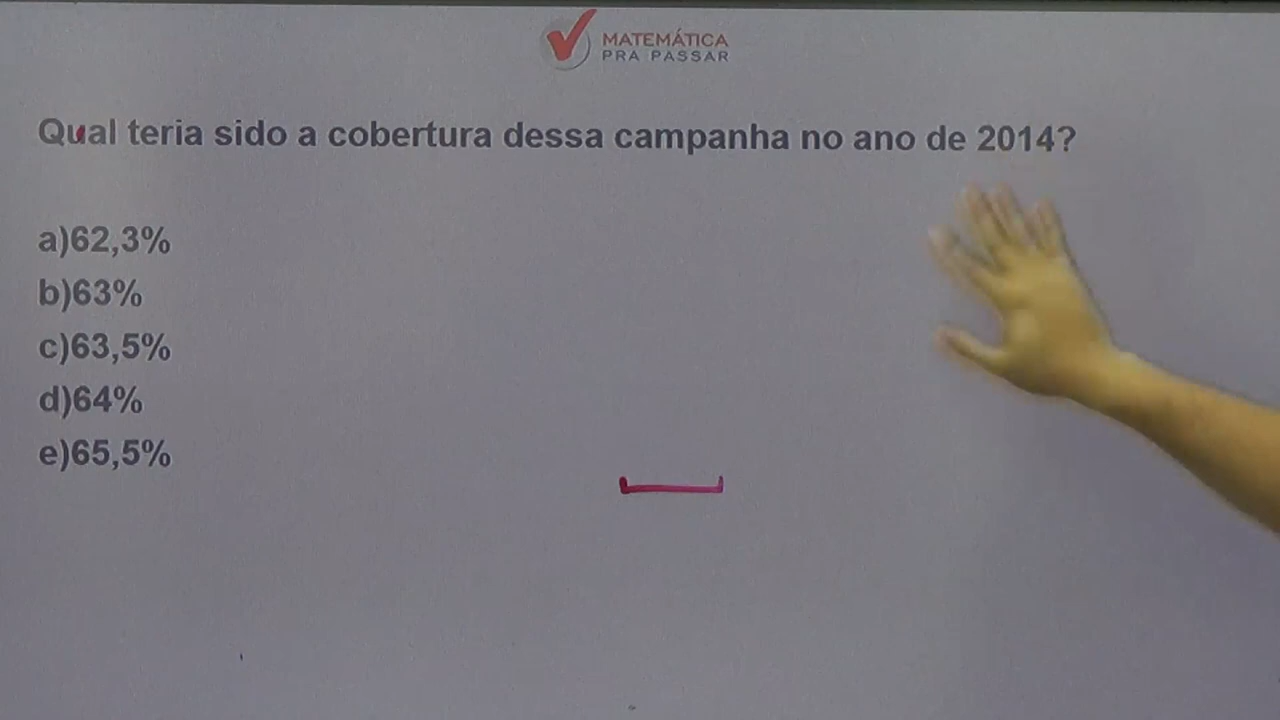 MATEMÁTICA
PRA PASSAR
Qual teria sido a cobertura dessa campanha no ano de 2014?
a)62,3%
b)63%
c)63,5%
d)64%
e)65,5%